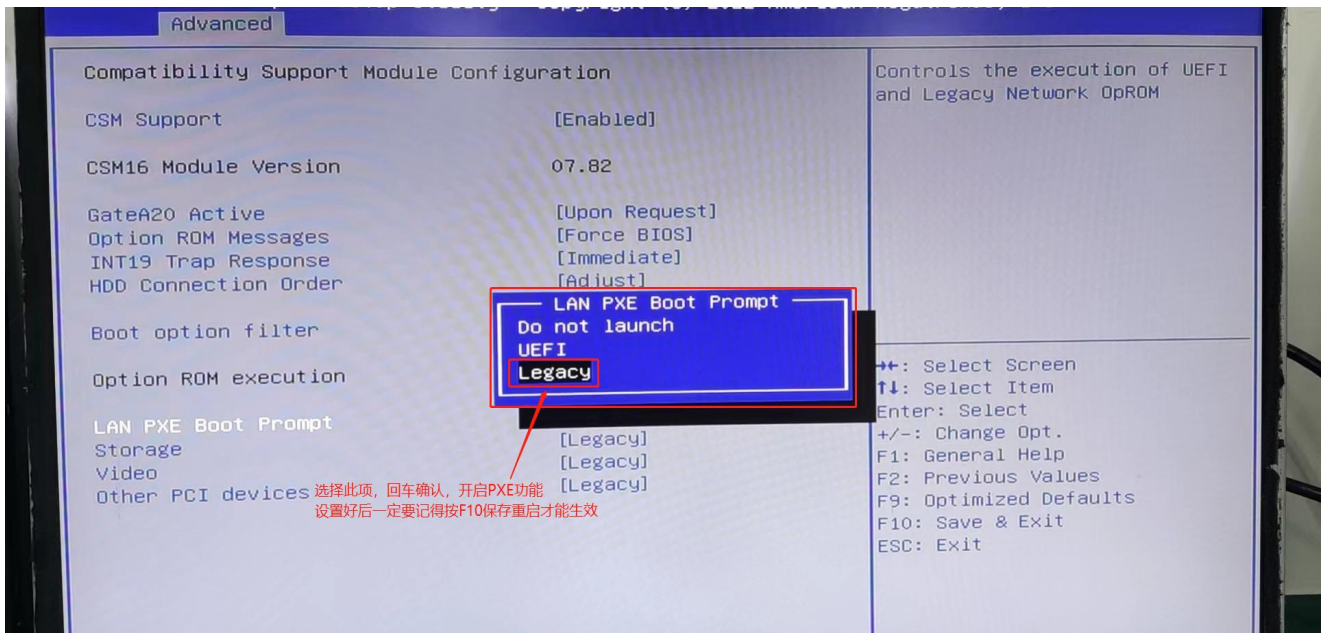 Advanced
Compatibility Support Module Configuration
CSM Support [Enabled]
CSM16 Module Version 07.82
GateA20 Active [Upon Request]
Option ROM Messages [Force BIOS]
INT19 Trap Response [Immediate]
HDD Connection Order [Adjust]
Boot option filter
Option ROM execution
LAN PXE Boot Prompt
Storage [Legacy]
Video [Legacy]
Other PCI devices [Legacy]
LAN PXE Boot Prompt
Do not launch
UEFI
Legacy
选择此项，回车确认，开启PXE功能
设置好后一定要记得按F10保存重启才能生效
Controls the execution of UEFI
and Legacy Network OpROM
→←: Select Screen
↑↓: Select Item
Enter: Select
+/-: Change Opt.
F1: General Help
F2: Previous Values
F9: Optimized Defaults
F10: Save & Exit
ESC: Exit